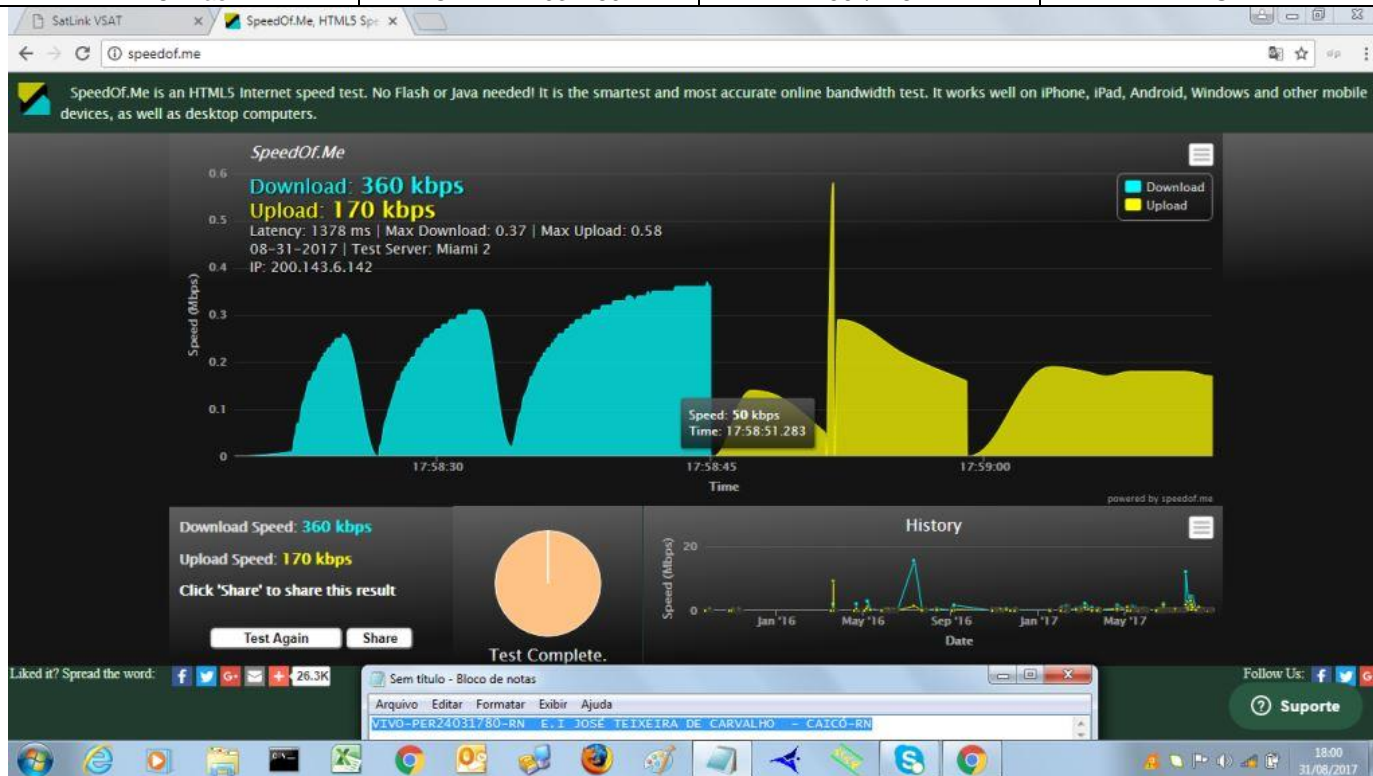 SatLink VSAT
SpeedOf.Me, HTML5 Spe
speedof.me
SpeedOf.Me is an HTML5 Internet speed test. No Flash or Java needed! It is the smartest and most accurate online bandwidth test. It works well on iPhone, iPad, Android, Windows and other mobile
devices, as well as desktop computers.
SpeedOf.Me
Download: 360 kbps
Upload: 170 kbps
Latency: 1378 ms | Max Download: 0.37 | Max Upload: 0.58
08-31-2017 | Test Server: Miami 2
IP: 200.143.6.142
Download
Upload
Speed (Mbps)
0.6
0.5
0.4
0.3
0.2
0.1
0
Speed: 50 kbps
Time: 17:58:51.283
17:58:30
17:58:45
17:59:00
Time
powered by speedof.me
Download Speed: 360 kbps
Upload Speed: 170 kbps
Click 'Share' to share this result
Test Again
Share
Test Complete.
History
Speed (Mbps)
20
0
Jan '16
May '16
Sep '16
Jan '17
May '17
Date
Liked it? Spread the word:
26.3K
Follow Us:
Suporte
Sem título - Bloco de notas
Arquivo Editar Formatar Exibir Ajuda
VIVO-PER24031780-RN E.I JOSÉ TEIXEIRA DE CARVALHO - CAICÓ-RN
18:00
31/08/2017